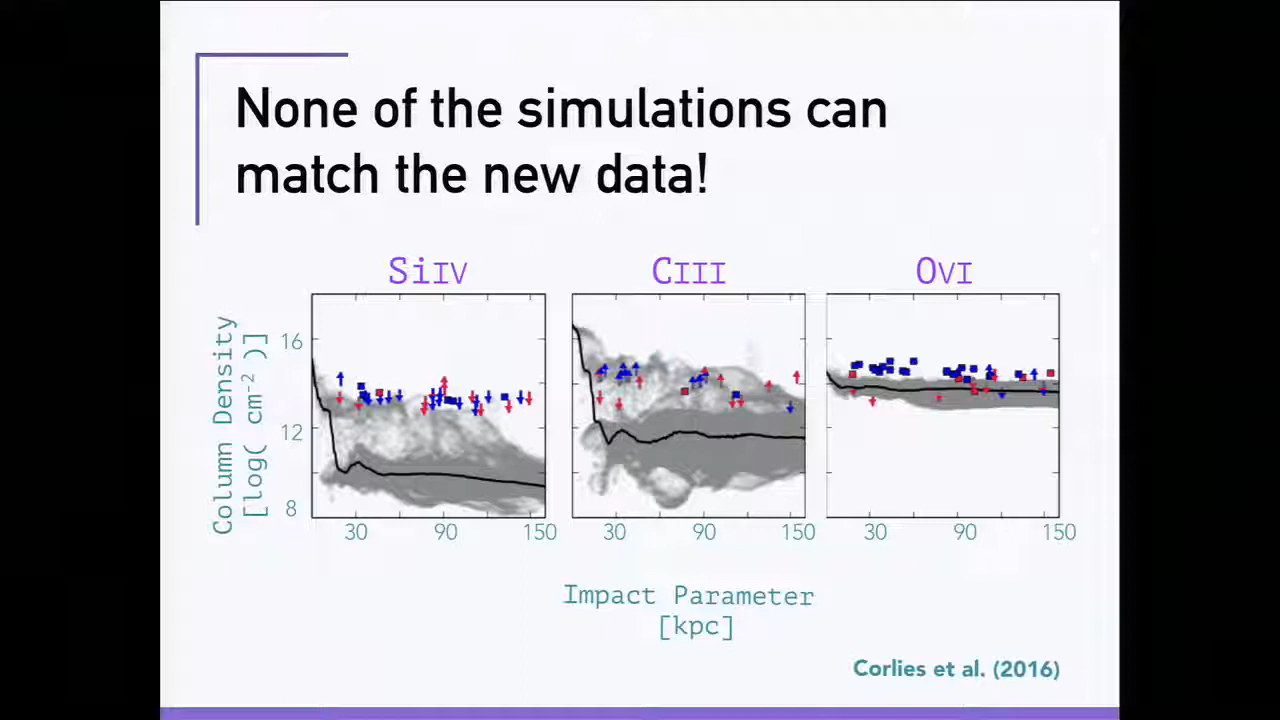 None of the simulations can
match the new data!
SiIV
CIII
OVI
Column Density
[log( cm-2 )]
16
12
8
30 90 150
30 90 150
30 90 150
Impact Parameter
[kpc]
Corlies et al. (2016)